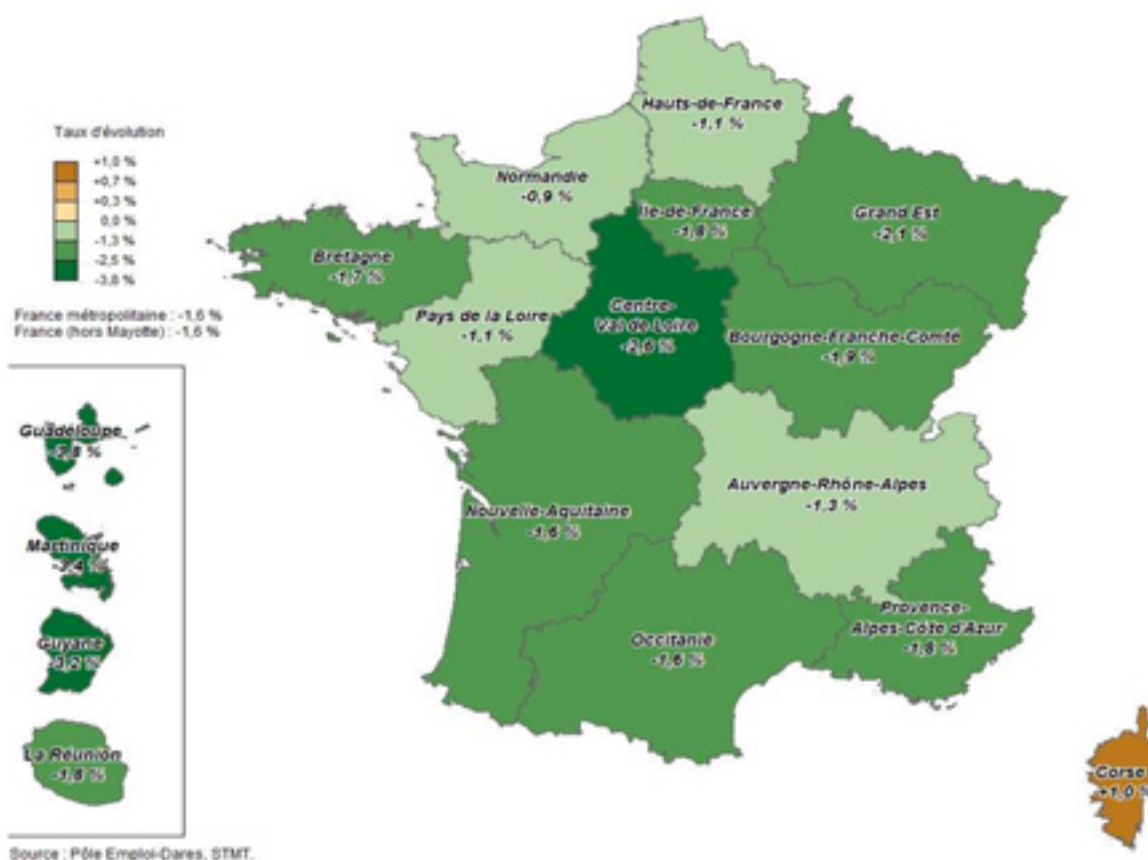 Hauts-de-France
-1,1 %
Taux d'évolution
+1,0 %
+0,7 %
+0,3 %
0,0 %
-1,3 %
-2,5 %
-3,8 %
Normandie
-0,9 %
Ile-de-France
-1,8 %
Grand Est
-2,1 %
Bretagne
-1,7 %
France métropolitaine : -1,6 %
France (hors Mayotte) : -1,6 %
Pays de la Loire
-1,1 %
Centre-
Val de Loire
-2,6 %
Bourgogne-Franche-Comté
-1,9 %
Guadeloupe
Auvergne-Rhône-Alpes
-1,3 %
Nouvelle-Aquitaine
-1,6 %
Martinique
Guyane
-3,2 %
Provence-
Alpes-Côte d'Azur
-1,8 %
Occitanie
-1,6 %
La Réunion
-1,8 %
Corse
+1,0 %
Source : Pôle Emploi-Dares, STMT.